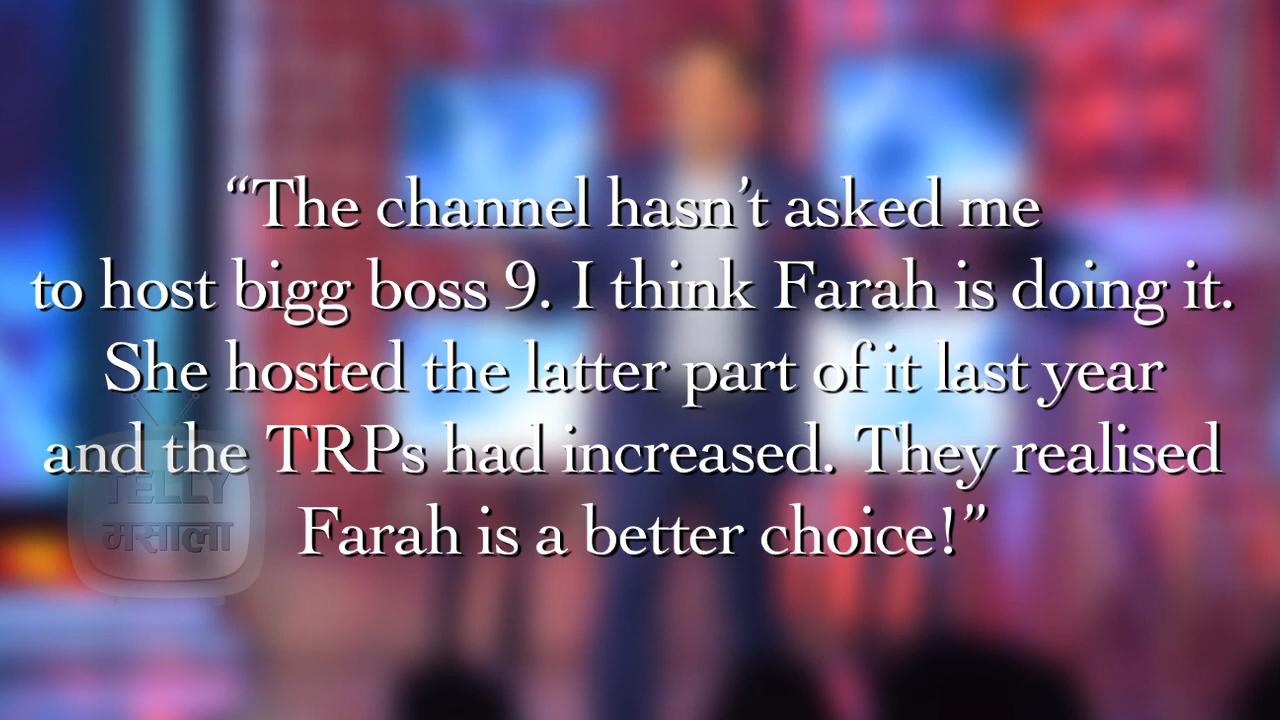 “The channel hasn’t asked me
to host bigg boss 9. I think Farah is doing it.
She hosted the latter part of it last year
and the TRPs had increased. They realised
Farah is a better choice!”
TELLY
मसाला